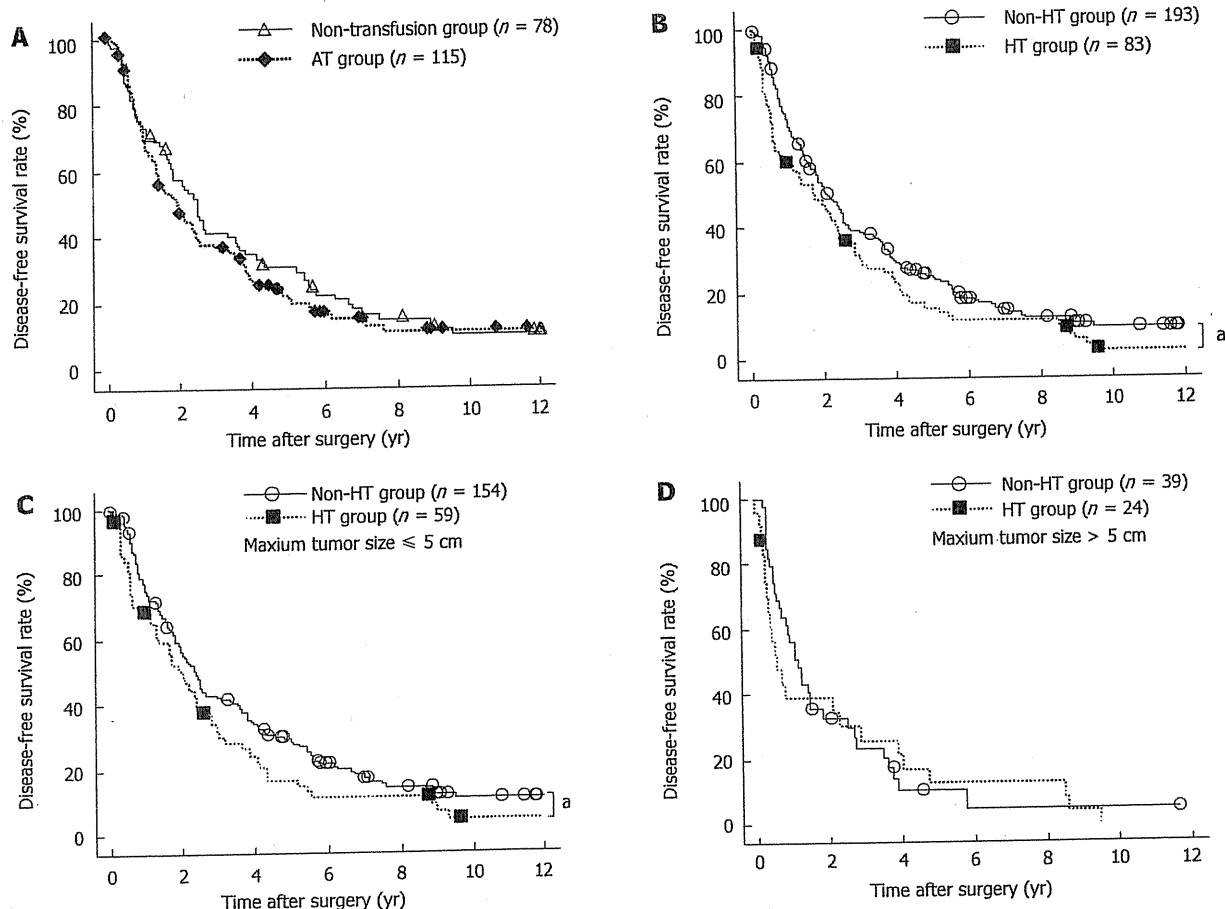 A
Non-transfusion group (n = 78)
AT group (n = 115)
Disease-free survival rate (%)
100
80
60
40
20
0
0 2 4 6 8 10 12
Time after surgery (yr)
B
Non-HT group (n = 193)
HT group (n = 83)
Disease-free survival rate (%)
100
80
60
40
20
0
a
0 2 4 6 8 10 12
Time after surgery (yr)
C
Non-HT group (n = 154)
HT group (n = 59)
Maxium tumor size ≤ 5 cm
Disease-free survival rate (%)
100
80
60
40
20
0
a
0 2 4 6 8 10 12
Time after surgery (yr)
D
Non-HT group (n = 39)
HT group (n = 24)
Maxium tumor size > 5 cm
Disease-free survival rate (%)
100
80
60
40
20
0
0 2 4 6 8 10 12
Time after surgery (yr)